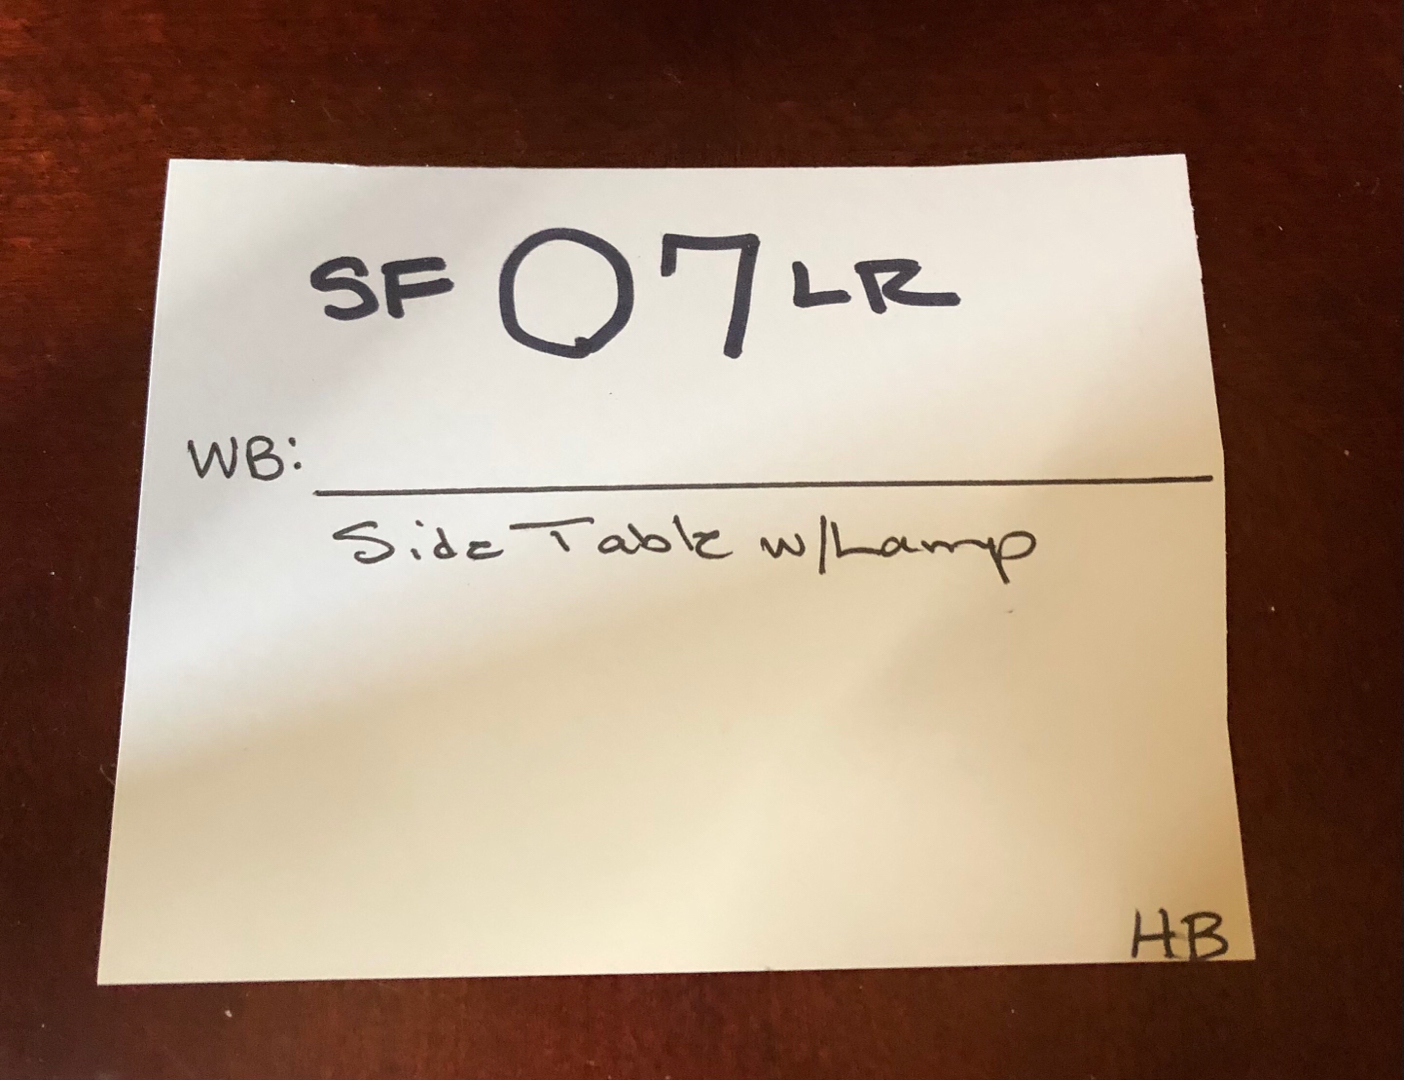 SF 07 LR
WB:
Side Table w/Lamp
HB